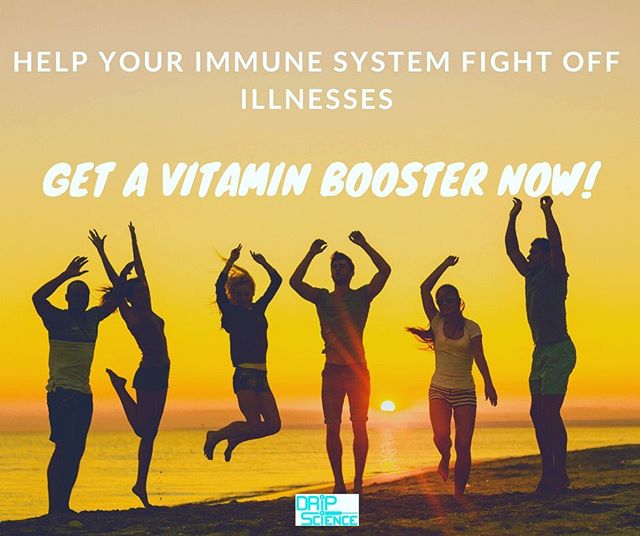 HELP YOUR IMMUNE SYSTEM FIGHT OFF
ILLNESSES
GET A VITAMIN BOOSTER NOW!
DRiP
SCIENCE